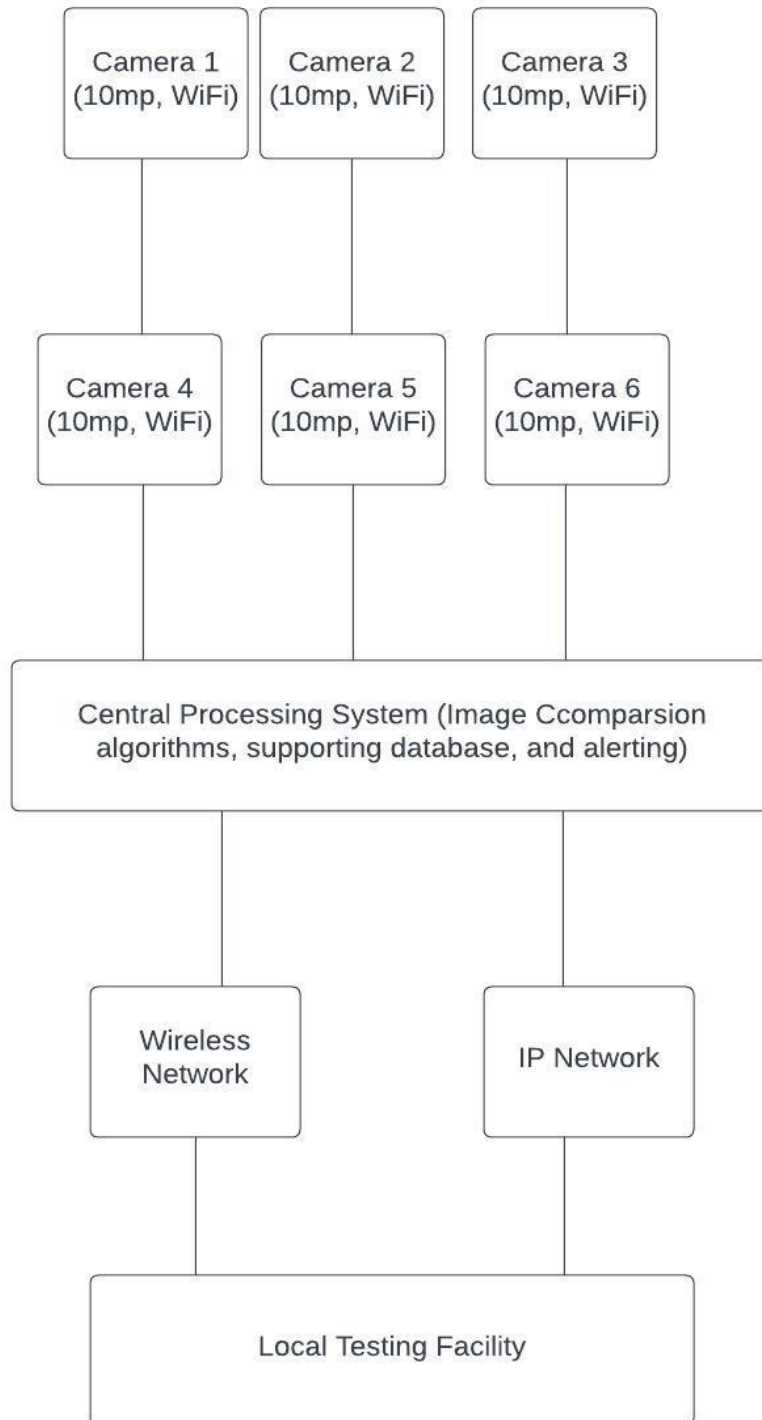 Camera 1
(10mp, WiFi)
Camera 2
(10mp, WiFi)
Camera 3
(10mp, WiFi)
Camera 4
(10mp, WiFi)
Camera 5
(10mp, WiFi)
Camera 6
(10mp, WiFi)
Central Processing System (Image Ccomparsion
algorithms, supporting database, and alerting)
Wireless
Network
IP Network
Local Testing Facility